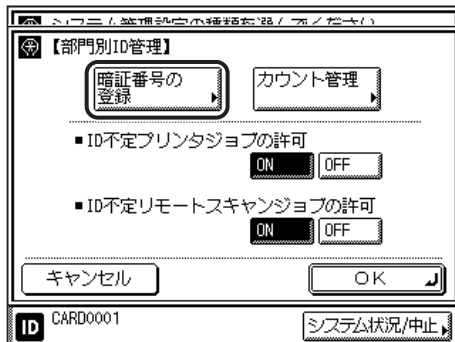 【部門別ID管理】
暗証番号の
登録
カウント管理
■ID不定プリンタジョブの許可
ON OFF
■ID不定リモートスキャンジョブの許可
ON OFF
キャンセル OK
ID CARD0001 システム状況/中止